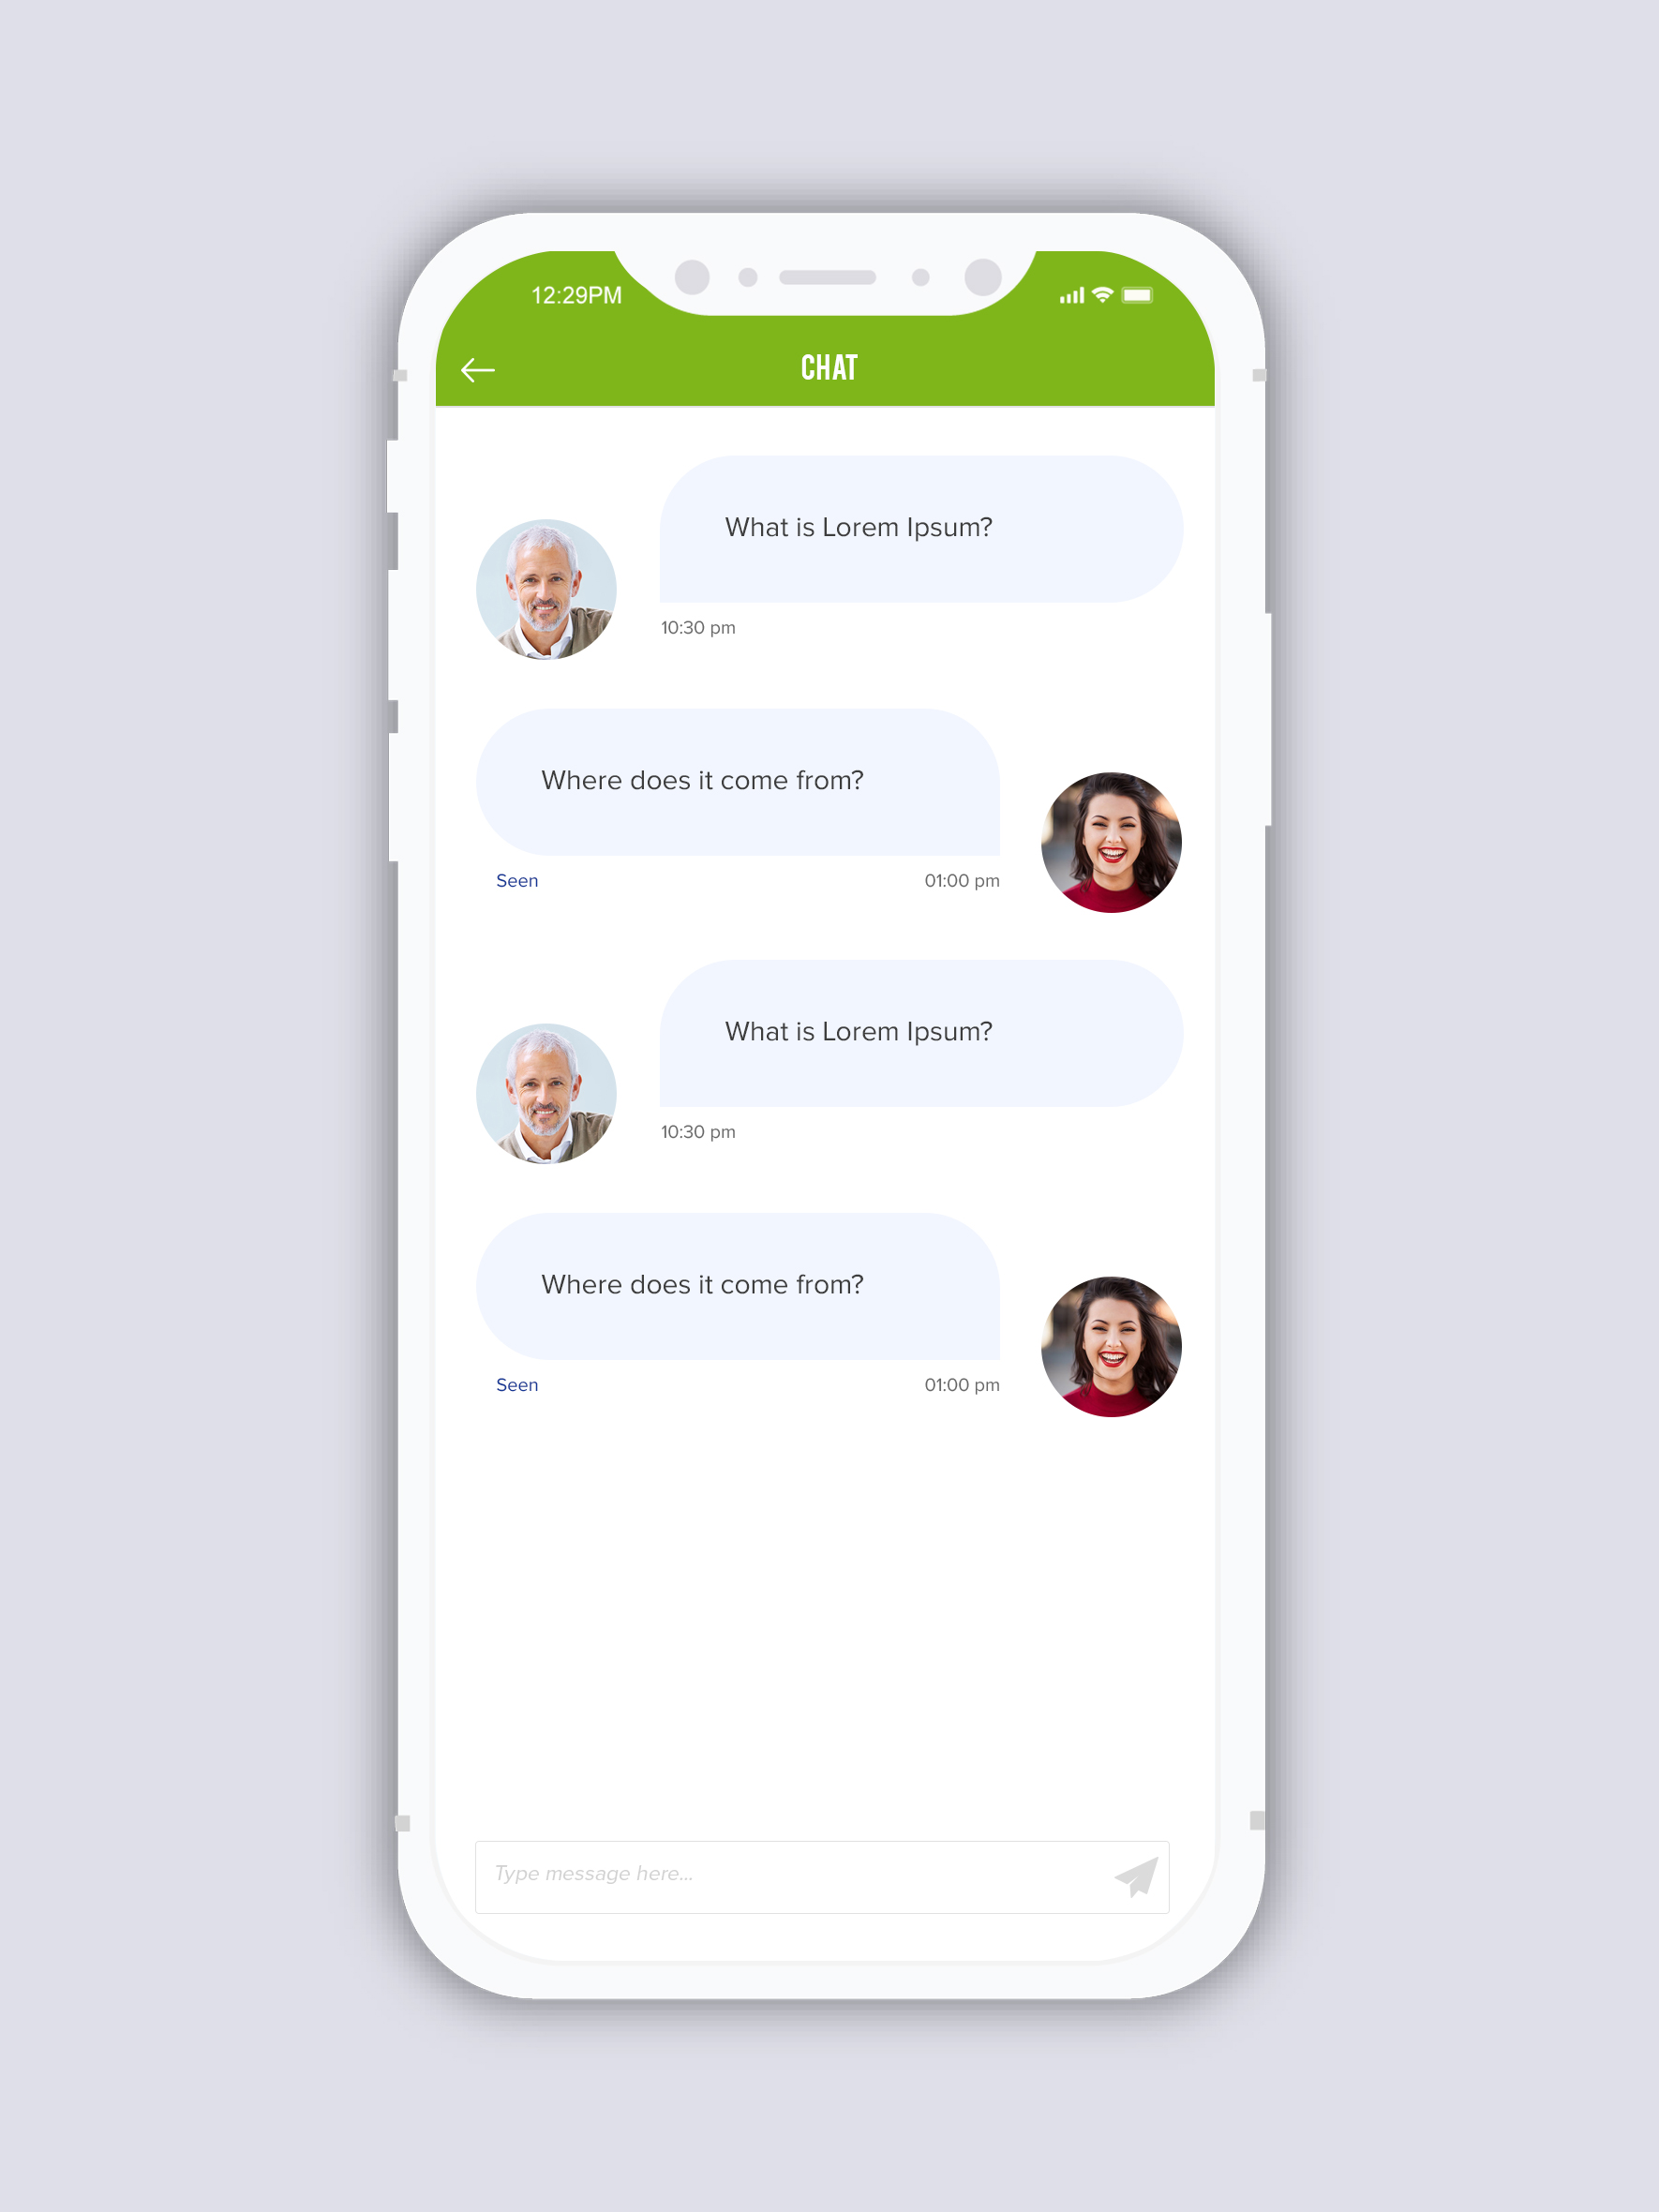 12:29PM
CHAT
What is Lorem Ipsum?
10:30 pm
Where does it come from?
Seen 01:00 pm
What is Lorem Ipsum?
10:30 pm
Where does it come from?
Seen 01:00 pm
Type message here...